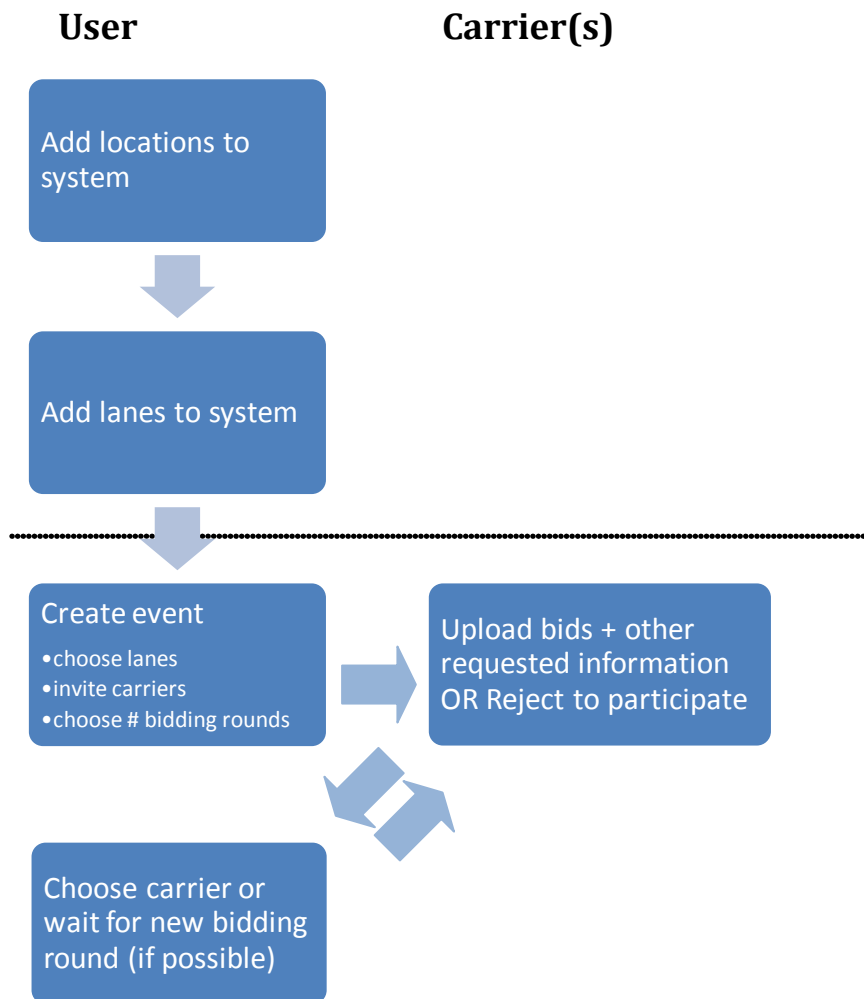 User
Carrier(s)
Add locations to
system
Add lanes to system
Create event
•choose lanes
•invite carriers
•choose # bidding rounds
Upload bids + other
requested information
OR Reject to participate
Choose carrier or
wait for new bidding
round (if possible)